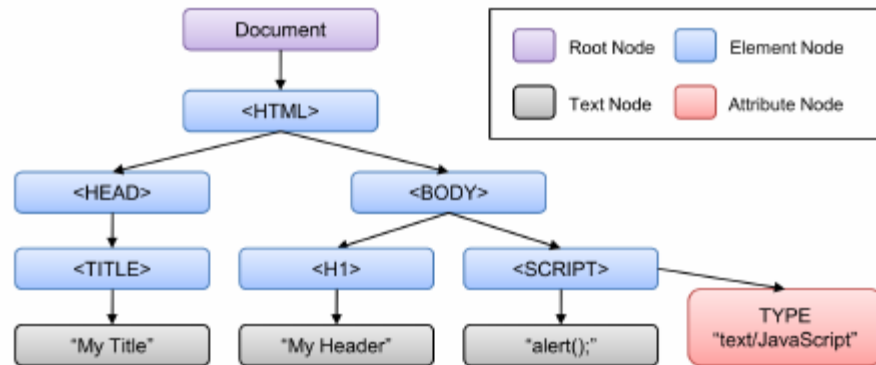 Document
Root Node
Element Node
Text Node
Attribute Node
<HTML>
<HEAD>
<BODY>
<TITLE>
<H1>
<SCRIPT>
“My Title”
“My Header”
“alert();”
TYPE
“text/JavaScript”